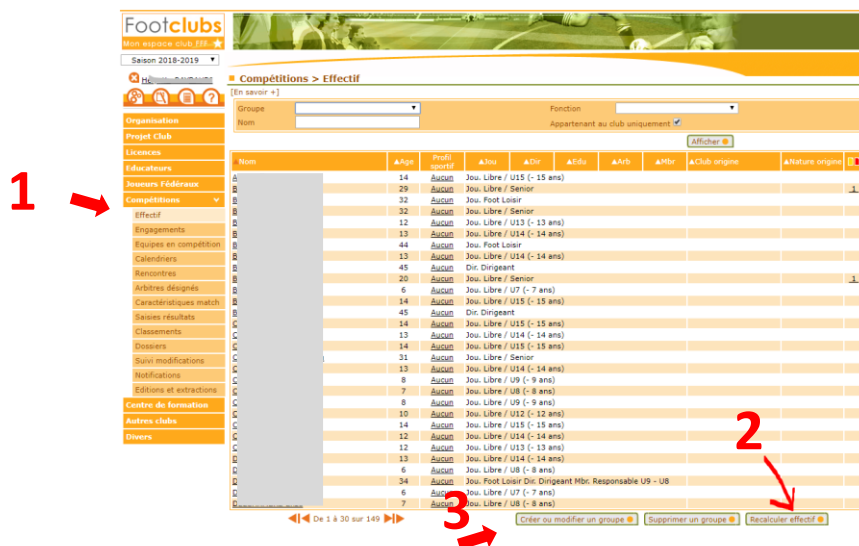 Footclubs
Mon espace club FFF
Saison 2018-2019
Compétitions > Effectif
[En savoir +]
Groupe
Fonction
Nom
Appartenant au club uniquement
Afficher
Organisation
Projet Club
Licences
Educateurs
Joueurs Fédéraux
Compétitions
Effectif
Engagements
Equipes en compétition
Calendriers
Rencontres
Arbitres désignés
Caractéristiques match
Saisies résultats
Classements
Dossiers
Suivi modifications
Notifications
Editions et extractions
Centre de formation
Autres clubs
Divers
1
▲Nom ▲Age Profil sportif ▲Jou ▲Dir ▲Edu ▲Arb ▲Mbr ▲Club origine ▲Nature origine
A 14 Aucun Jou. Libre / U15 (- 15 ans)
B 29 Aucun Jou. Libre / Senior 1
B 32 Aucun Jou. Foot Loisir
B 32 Aucun Jou. Libre / Senior
B 12 Aucun Jou. Libre / U13 (- 13 ans)
B 13 Aucun Jou. Libre / U14 (- 14 ans)
B 44 Aucun Jou. Foot Loisir
B 13 Aucun Jou. Libre / U14 (- 14 ans)
B 45 Aucun Dir. Dirigeant
B 20 Aucun Jou. Libre / Senior 1
B 6 Aucun Jou. Libre / U7 (- 7 ans)
B 14 Aucun Jou. Libre / U15 (- 15 ans)
B 45 Aucun Dir. Dirigeant
C 14 Aucun Jou. Libre / U15 (- 15 ans)
C 13 Aucun Jou. Libre / U14 (- 14 ans)
C 14 Aucun Jou. Libre / U15 (- 15 ans)
C 31 Aucun Jou. Libre / Senior
C 13 Aucun Jou. Libre / U14 (- 14 ans)
C 8 Aucun Jou. Libre / U9 (- 9 ans)
C 7 Aucun Jou. Libre / U8 (- 8 ans)
C 8 Aucun Jou. Libre / U9 (- 9 ans)
C 10 Aucun Jou. Libre / U12 (- 12 ans)
C 14 Aucun Jou. Libre / U15 (- 15 ans)
C 12 Aucun Jou. Libre / U14 (- 14 ans)
C 12 Aucun Jou. Libre / U13 (- 13 ans)
D 13 Aucun Jou. Libre / U14 (- 14 ans)
D 6 Aucun Jou. Libre / U8 (- 8 ans)
D 34 Aucun Jou. Foot Loisir Dir. Dirigeant Mbr. Responsable U9 - U8
D 6 Aucun Jou. Libre / U7 (- 7 ans)
7 Aucun Jou. Libre / U8 (- 8 ans)
2
3
De 1 à 30 sur 149
Créer ou modifier un groupe
Supprimer un groupe
Recalculer effectif